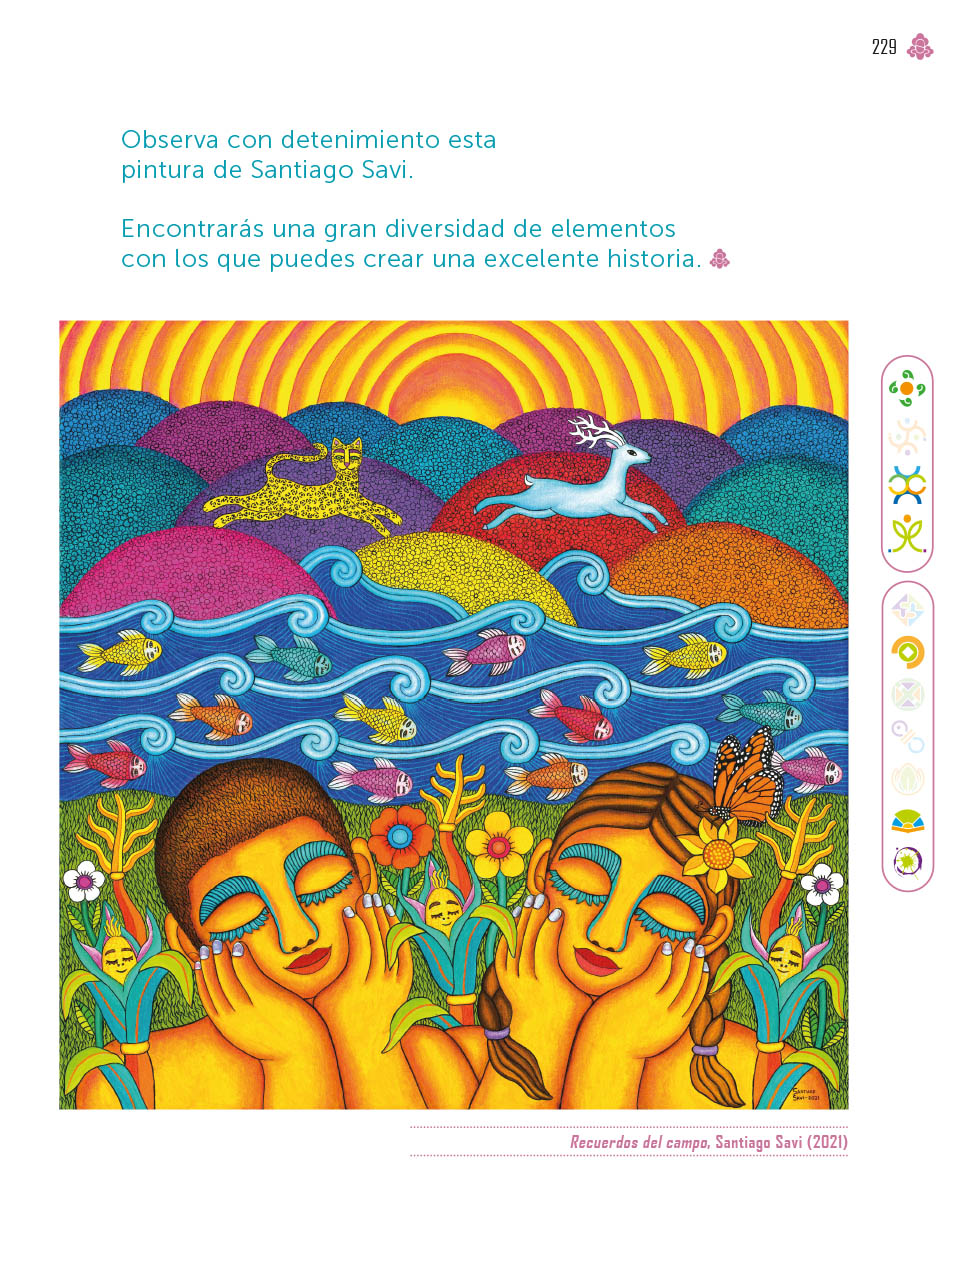 229
Observa con detenimiento esta
pintura de Santiago Savi.
Encontrarás una gran diversidad de elementos
con los que puedes crear una excelente historia.
SANTIAGO
SAVI-2021
Recuerdos del campo, Santiago Savi (2021)